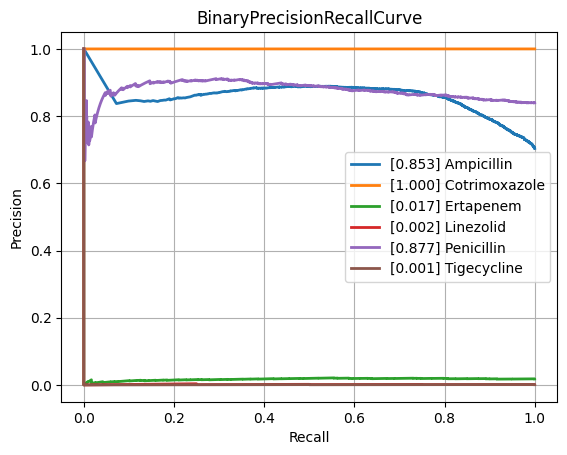 BinaryPrecisionRecallCurve
1.0
0.8
0.6
0.4
0.2
0.0
Precision
[0.853] Ampicillin
[1.000] Cotrimoxazole
[0.017] Ertapenem
[0.002] Linezolid
[0.877] Penicillin
[0.001] Tigecycline
0.0 0.2 0.4 0.6 0.8 1.0
Recall